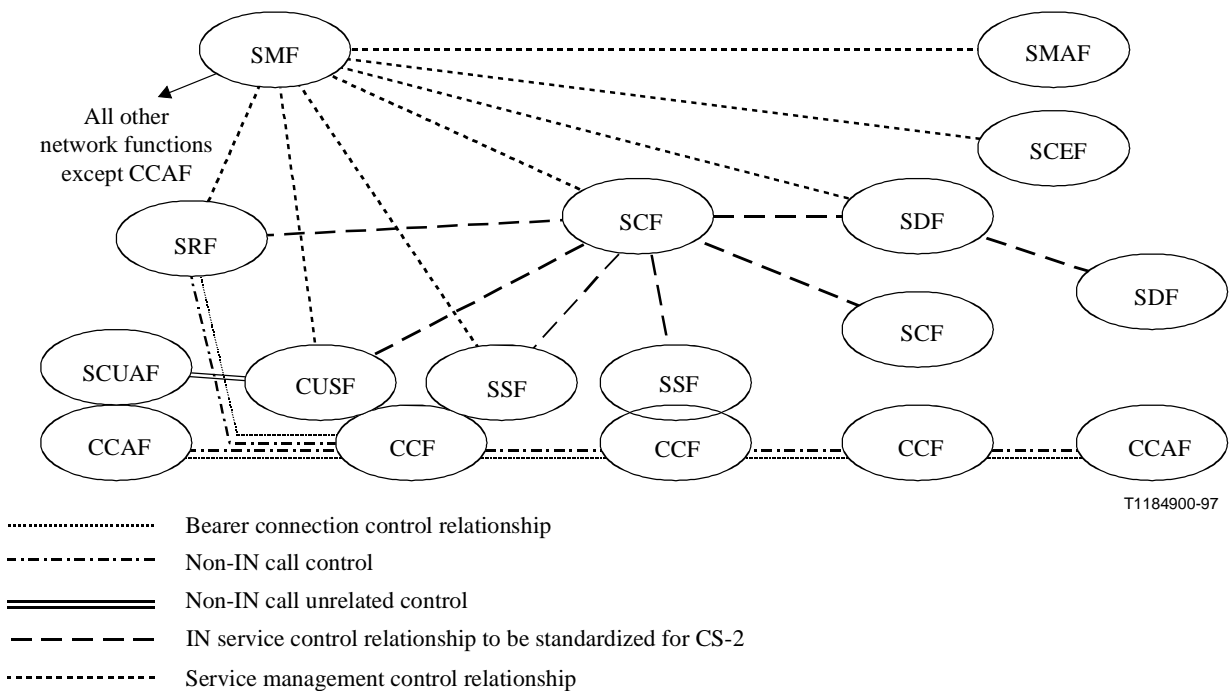 SMF
SMAF
All other
network functions
except CCAF
SCEF
SRF
SCF
SDF
SDF
SCF
SCUAF
CUSF
SSF
SSF
CCAF
CCF
CCF
CCF
CCAF
T1184900-97
Bearer connection control relationship
Non-IN call control
Non-IN call unrelated control
IN service control relationship to be standardized for CS-2
Service management control relationship